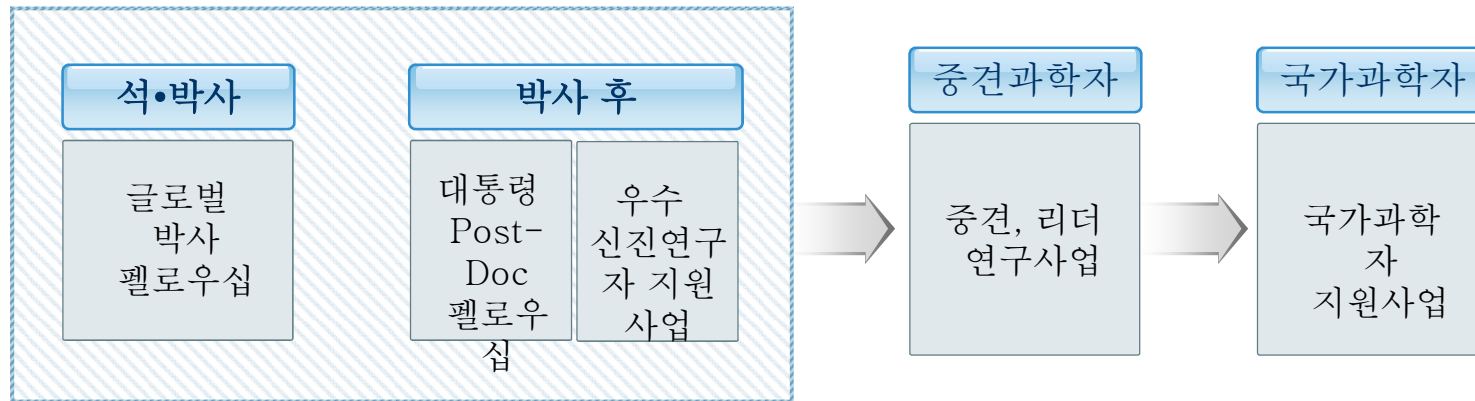 석•박사
글로벌
박사
펠로우십
박사 후
대통령
Post-
Doc
펠로우
십
우수
신진연구
자 지원
사업
중견과학자
중견, 리더
연구사업
국가과학자
국가과학
자
지원사업